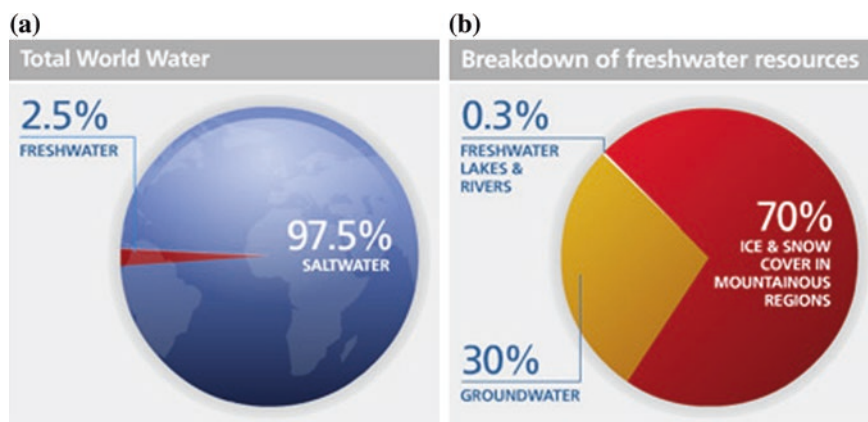 (a)
Total World Water
2.5%
FRESHWATER
97.5%
SALTWATER
(b)
Breakdown of freshwater resources
0.3%
FRESHWATER
LAKES &
RIVERS
70%
ICE & SNOW
COVER IN
MOUNTAINOUS
REGIONS
30%
GROUNDWATER